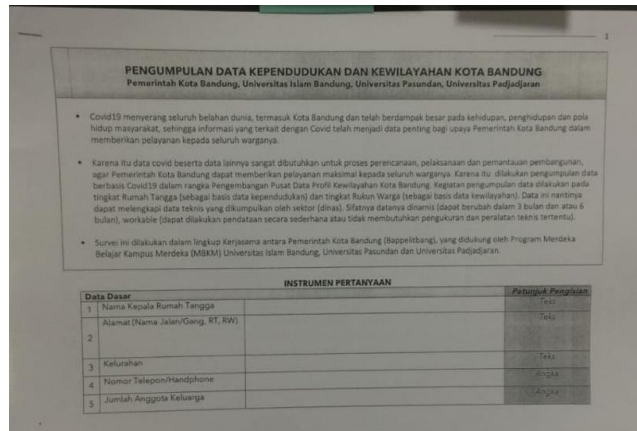 1
PENGUMPULAN DATA KEPENDUDUKAN DAN KEWILAYAHAN KOTA BANDUNG
Pemerintah Kota Bandung, Universitas Islam Bandung, Universitas Pasundan, Universitas Padjadjaran
• Covid19 menyerang seluruh belahan dunia, termasuk Kota Bandung dan telah berdampak besar pada kehidupan, penghidupan dan pola
hidup masyarakat, sehingga informasi yang terkait dengan Covid telah menjadi data penting bagi upaya Pemerintah Kota Bandung dalam
memberikan pelayanan kepada seluruh warganya.
• Karena itu data covid beserta data lainnya sangat dibutuhkan untuk proses perencanaan, pelaksanaan dan pemantauan pembangunan,
agar Pemerintah Kota Bandung dapat memberikan pelayanan maksimal kepada seluruh warganya. Karena itu dilakukan pengumpulan data
berbasis Covid19 dalam rangka Pengembangan Pusat Data Profil Kewilayahan Kota Bandung. Kegiatan pengumpulan data dilakukan pada
tingkat Rumah Tangga (sebagai basis data kependudukan) dan tingkat Rukun Warga (sebagai basis data kewilayahan). Data ini nantinya
dapat melengkapi data teknis yang dikumpulkan oleh sektor (dinas). Sifatnya datanya dinamis (dapat berubah dalam 3 bulan dan atau 6
bulan), workable (dapat dilakukan pendataan secara sederhana atau tidak membutuhkan pengukuran dan peralatan teknis tertentu).
• Survei ini dilakukan dalam lingkup Kerjasama antara Pemerintah Kota Bandung (Bappelitbang), yang didukung oleh Program Merdeka
Belajar Kampus Merdeka (MBKM) Universitas Islam Bandung, Universitas Pasundan dan Universitas Padjadjaran.
INSTRUMEN PERTANYAAN
Data Dasar Petunjuk Pengisian
1 Nama Kepala Rumah Tangga Teks
2 Alamat (Nama Jalan/Gang, RT, RW) Teks
3 Kelurahan Teks
4 Nomor Telepon/Handphone Angka
5 Jumlah Anggota Keluarga Angka